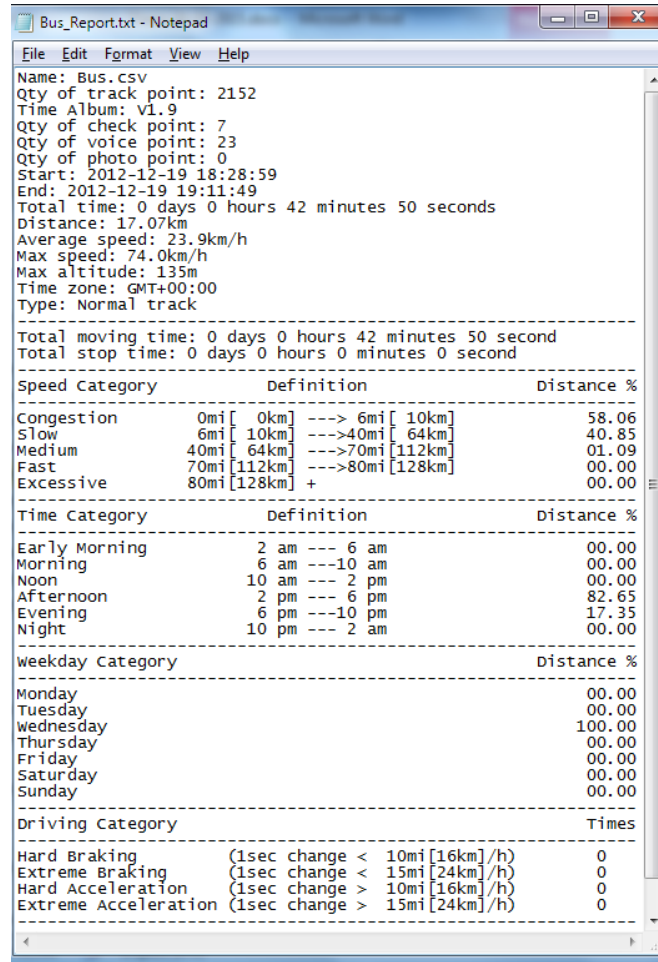 Bus_Report.txt - Notepad
File Edit Format View Help
Name: Bus.csv
Qty of track point: 2152
Time Album: V1.9
Qty of check point: 7
Qty of voice point: 23
Qty of photo point: 0
Start: 2012-12-19 18:28:59
End: 2012-12-19 19:11:49
Total time: 0 days 0 hours 42 minutes 50 seconds
Distance: 17.07km
Average speed: 23.9km/h
Max speed: 74.0km/h
Max altitude: 135m
Time zone: GMT+00:00
Type: Normal track
------------------------------------------------------------
Total moving time: 0 days 0 hours 42 minutes 50 second
Total stop time: 0 days 0 hours 0 minutes 0 second
------------------------------------------------------------
Speed Category Definition Distance %
------------------------------------------------------------
Congestion 0mi[ 0km] ---> 6mi[ 10km] 58.06
Slow 6mi[ 10km] --->40mi[ 64km] 40.85
Medium 40mi[ 64km] --->70mi[112km] 01.09
Fast 70mi[112km] --->80mi[128km] 00.00
Excessive 80mi[128km] + 00.00
------------------------------------------------------------
Time Category Definition Distance %
------------------------------------------------------------
Early Morning 2 am --- 6 am 00.00
Morning 6 am ---10 am 00.00
Noon 10 am --- 2 pm 00.00
Afternoon 2 pm --- 6 pm 82.65
Evening 6 pm ---10 pm 17.35
Night 10 pm --- 2 am 00.00
------------------------------------------------------------
Weekday Category Distance %
------------------------------------------------------------
Monday 00.00
Tuesday 00.00
Wednesday 100.00
Thursday 00.00
Friday 00.00
Saturday 00.00
Sunday 00.00
------------------------------------------------------------
Driving Category Times
------------------------------------------------------------
Hard Braking (1sec change < 10mi[16km]/h) 0
Extreme Braking (1sec change < 15mi[24km]/h) 0
Hard Acceleration (1sec change > 10mi[16km]/h) 0
Extreme Acceleration (1sec change > 15mi[24km]/h) 0
------------------------------------------------------------